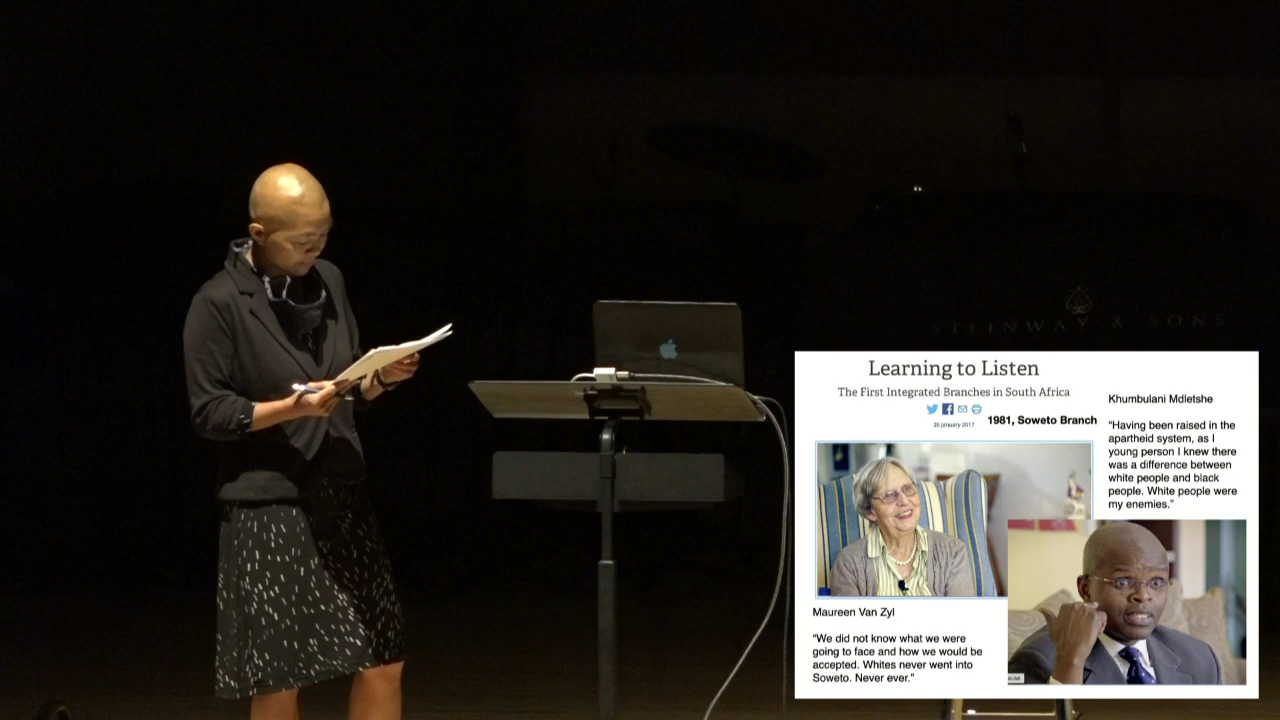 STEINWAY & SONS
Learning to Listen
The First Integrated Branches in South Africa
26 January 2017
1981, Soweto Branch
Khumbulani Mdletshe
“Having been raised in the
apartheid system, as I
young person I knew there
was a difference between
white people and black
people. White people were
my enemies.”
Maureen Van Zyl
“We did not know what we were
going to face and how we would be
accepted. Whites never went into
Soweto. Never ever.”